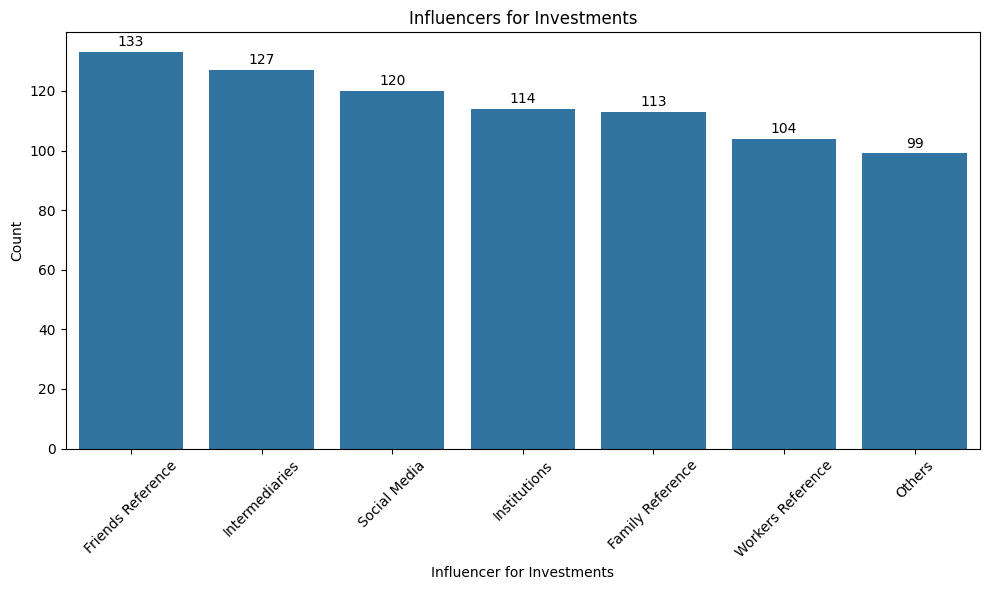 Influencers for Investments
133
127
120
114
113
104
99
120
100
80
60
40
20
0
Count
Friends Reference
Intermediaries
Social Media
Institutions
Family Reference
Workers Reference
Others
Influencer for Investments